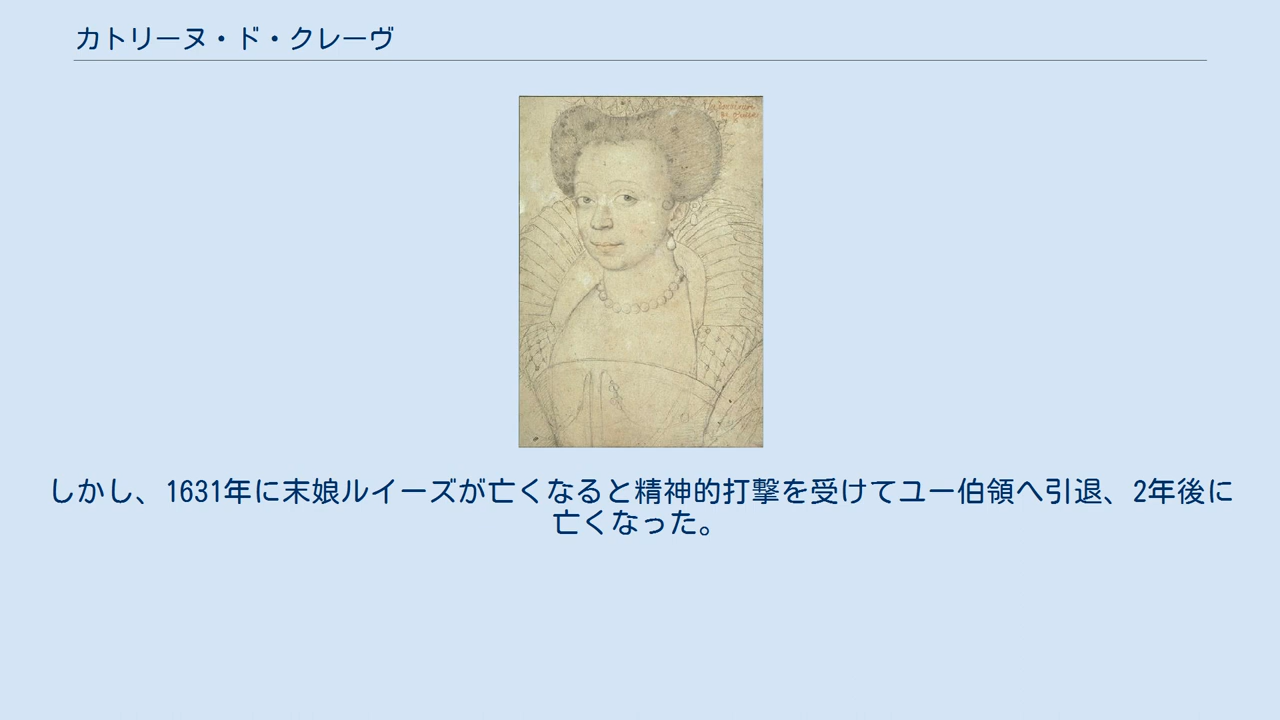 カトリーヌ・ド・クレーヴ
しかし、1631年に末娘ルイーズが亡くなると精神的打撃を受けてユー伯領へ引退、2年後に
亡くなった。